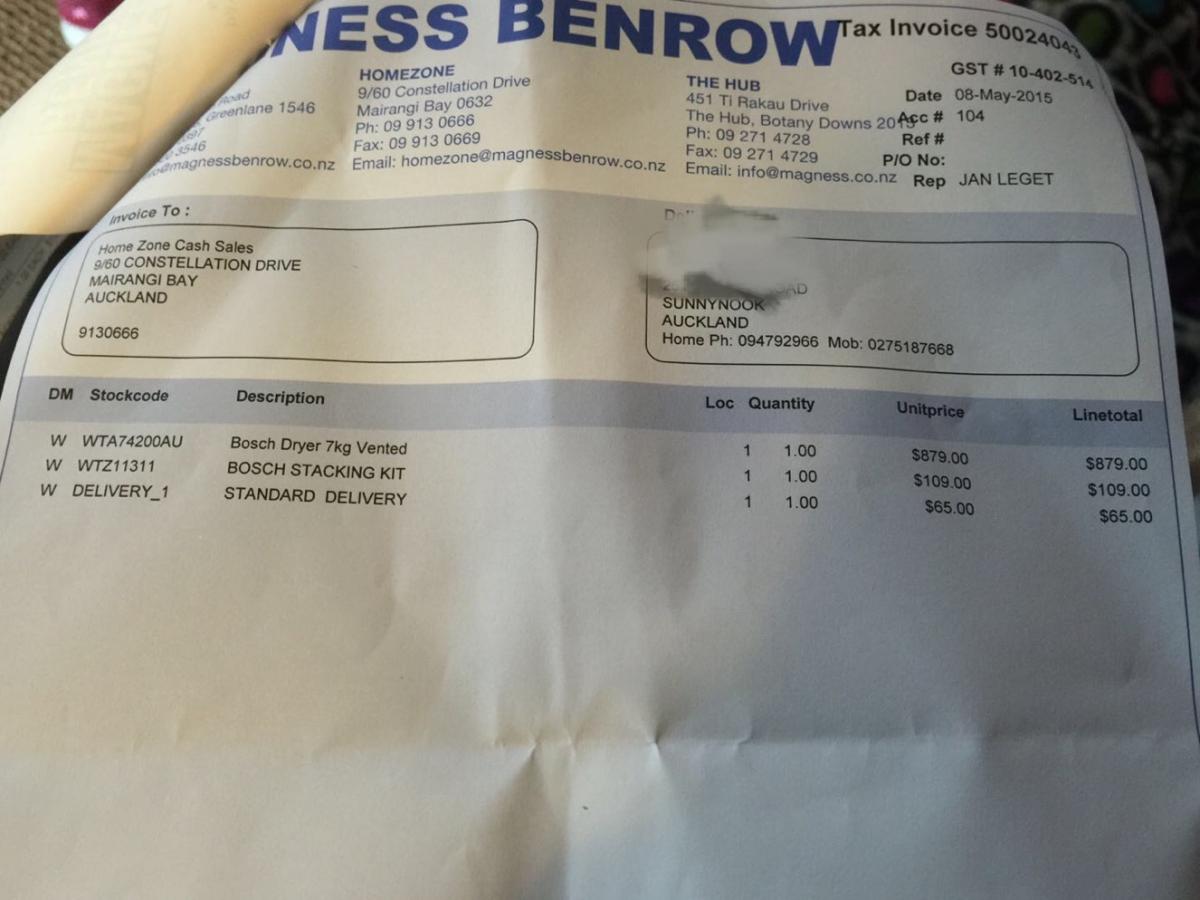 NESS BENROW
Tax Invoice 50024043
GST # 10-402-514
Date 08-May-2015
Acc # 104
Ref #
P/O No:
Rep JAN LEGET
Road
Greenlane 1546
3546
@magnessbenrow.co.nz
HOMEZONE
9/60 Constellation Drive
Mairangi Bay 0632
Ph: 09 913 0666
Fax: 09 913 0669
Email: homezone@magnessbenrow.co.nz
THE HUB
451 Ti Rakau Drive
The Hub, Botany Downs 2013
Ph: 09 271 4728
Fax: 09 271 4729
Email: info@magness.co.nz
Invoice To :
Home Zone Cash Sales
9/60 CONSTELLATION DRIVE
MAIRANGI BAY
AUCKLAND
9130666
SUNNYNOOK
AUCKLAND
Home Ph: 094792966 Mob: 0275187668
DM Stockcode Description Loc Quantity Unitprice Linetotal
W WTA74200AU Bosch Dryer 7kg Vented 1 1.00 $879.00 $879.00
W WTZ11311 BOSCH STACKING KIT 1 1.00 $109.00 $109.00
W DELIVERY_1 STANDARD DELIVERY 1 1.00 $65.00 $65.00